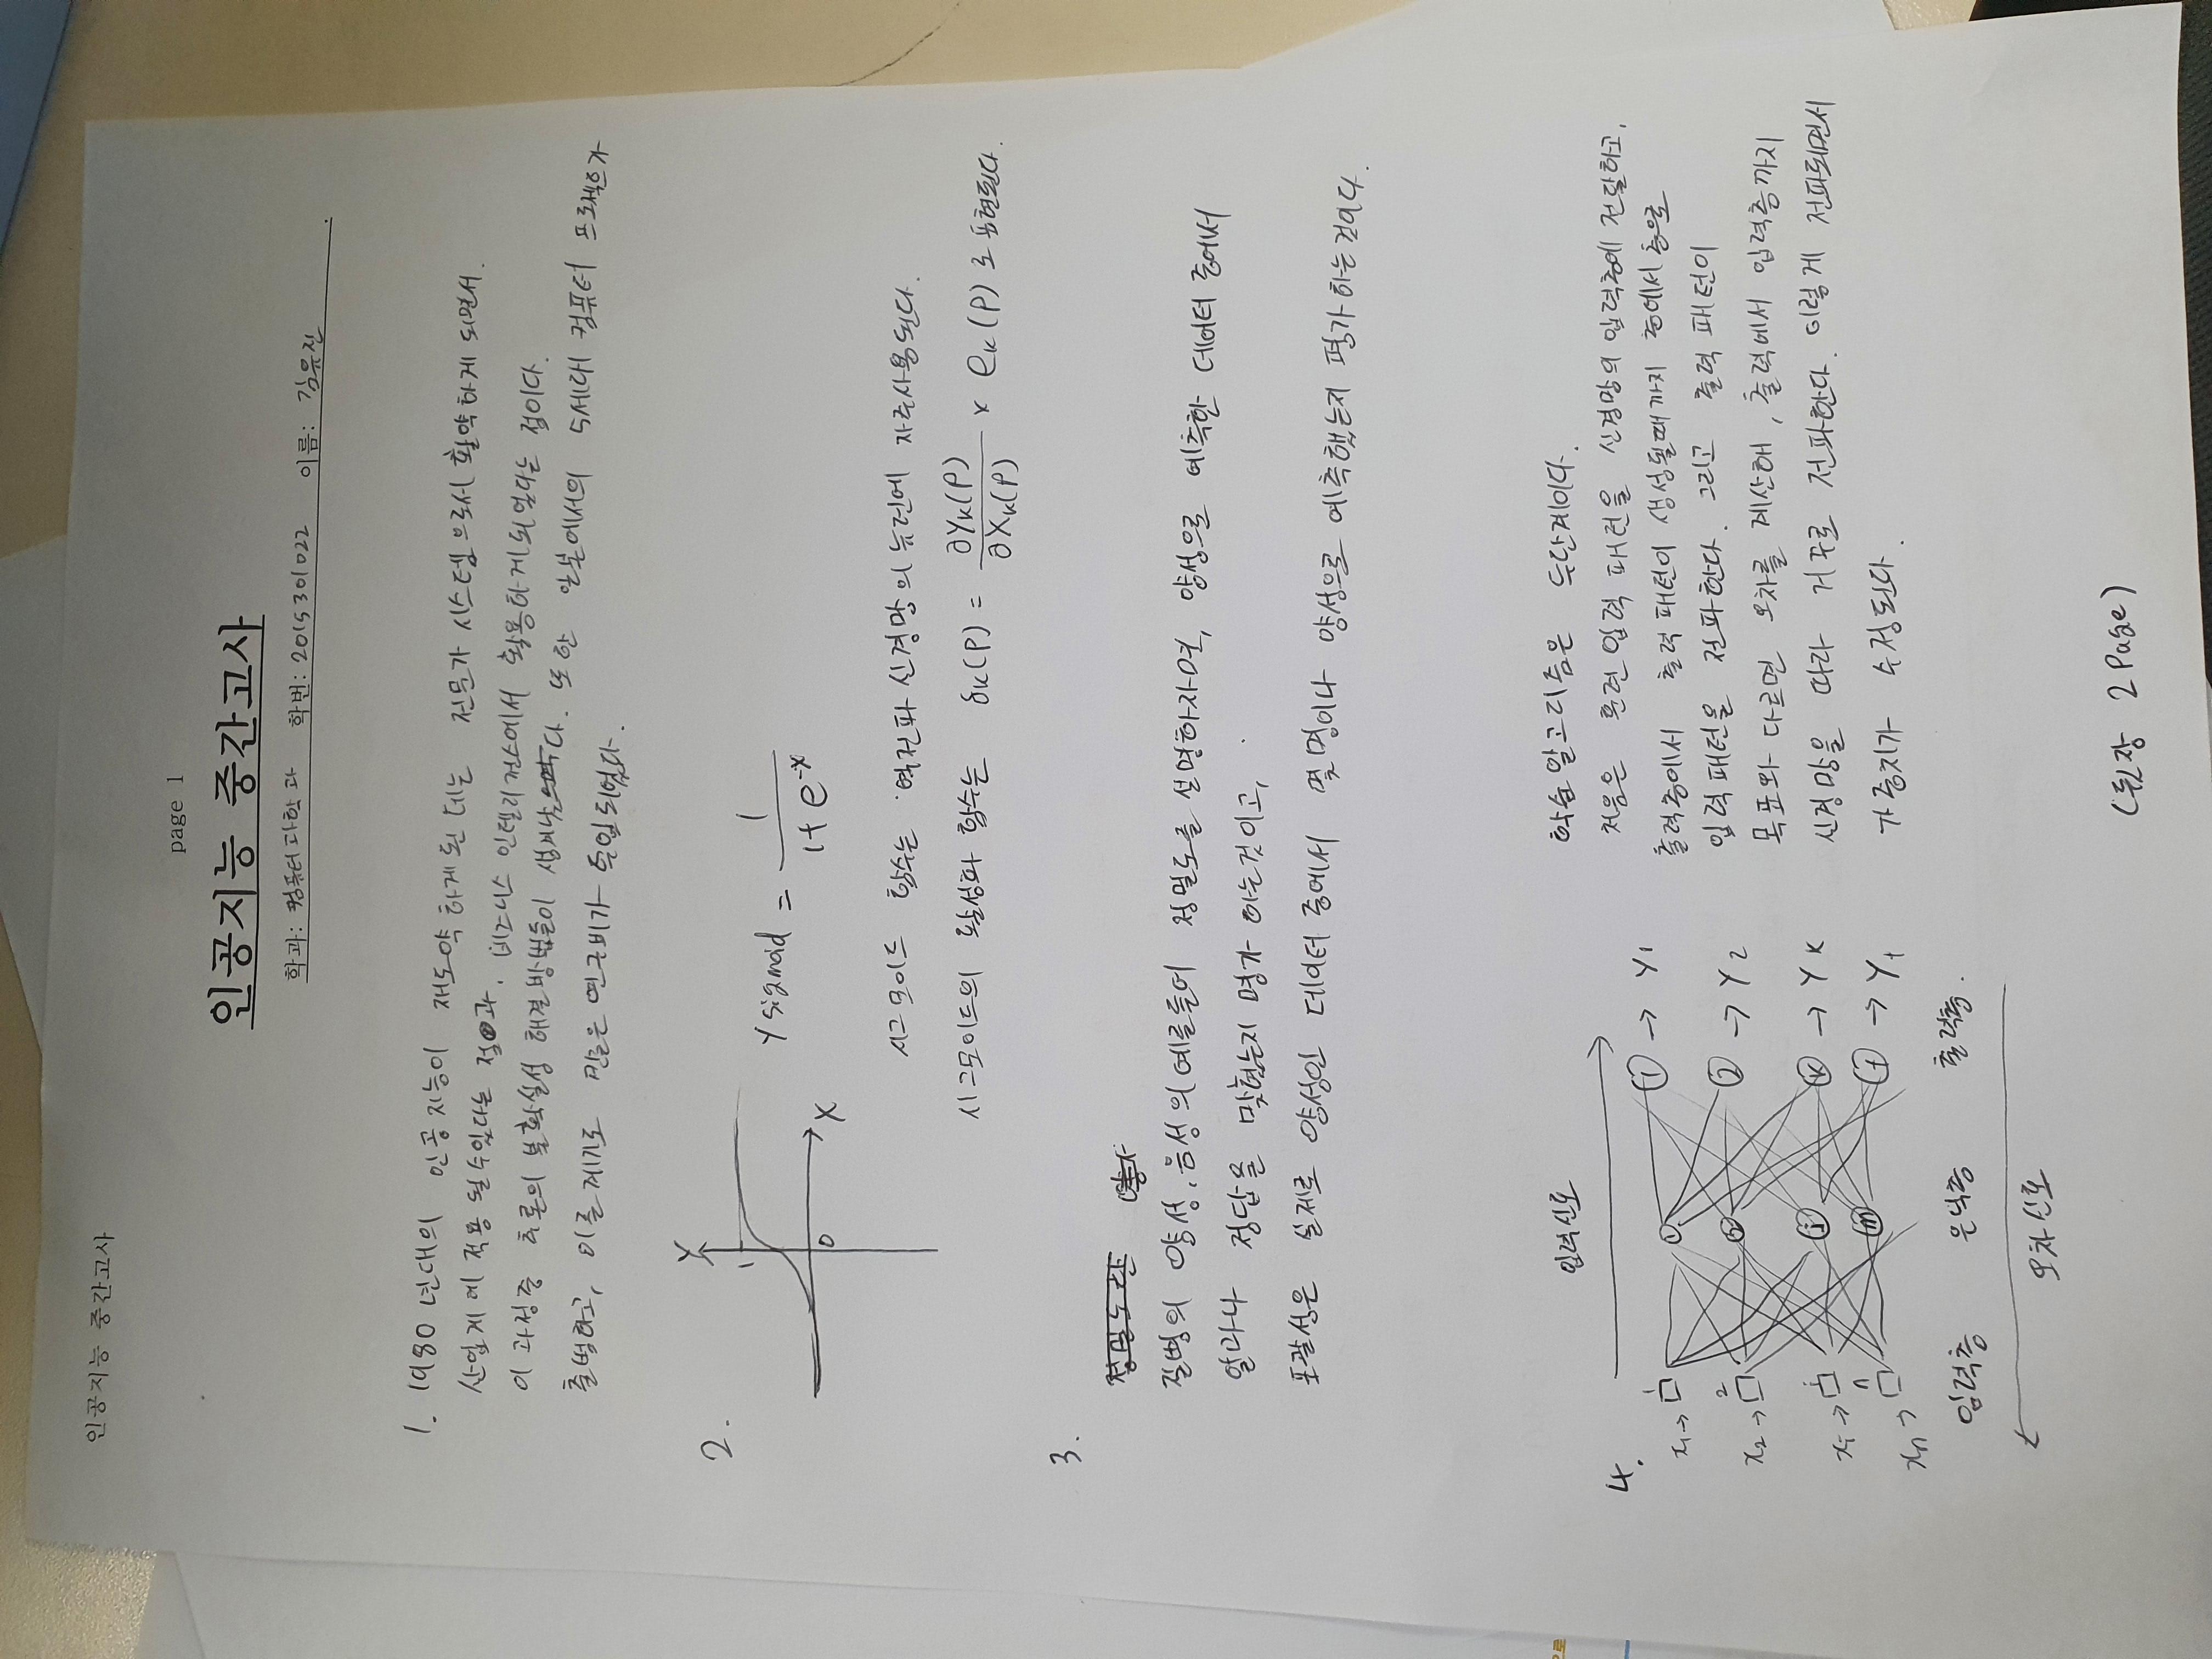 인공지능 중간고사
page 1
인공지능 중간고사
학과: 컴퓨터과학과 학번: 2015301022 이름: 김유진
1. 1980년대의 인공지능이 재도약하게 된 데는 전문가 시스템으로서 활약하게 되면서.
산업계에 적용될 수 있다는 점과, 비즈니스 인텔리전스에서 활용하게 되었다는 점이다.
이 과정중 추론의 불확실성 해결방법들이 생겨났다. 또한 일본에서의 5세대 컴퓨터 프로젝트가
출범하고, 이를 계기로 많은 연구비가 투입되었다.
2.
Y
1
0
X
Y sigmoid = 1 / (1 + e^-x)
시그모이드 함수는 역전파 신경망의 뉴런에 자주사용된다.
시그모이드의 활성화 함수는 δk(p) = ∂Yk(p) / ∂Xk(p) × ek(p) 로 표현된다.
3.
정밀도란
질병의 양성, 음성의 예를들어 정밀도를 설명하자면, 양성으로 예측한 데이터 중에서
얼마나 정답을 맞혔는지 평가 하는것이고,
포괄성은 실제로 양성인 데이터 중에서 몇 명이나 양성으로 예측했는지 평가하는것이다.
4.
입력신호
x1 → 1 1 1 → Y1
x2 → 2 2 2 → Y2
xi → i j k → Yk
xn → n m → Y
입력층 은닉층 출력층.
오차신호
학습알고리즘은 두단계이다.
처음은 훈련 입력 패턴을 신경망의 입력층에 전달하고,
출력층에서 출력 패턴이 생성될때까지 층에서 층으로
입력패턴을 전파한다. 그리고 출력 패턴이
목표와 다르면 오차를 계산해, 출력에서 입력층까지
신경망을 따라 거꾸로 전파한다. 이렇게 전파되면서
가중치가 수정된다.
(뒷장 2 Page)